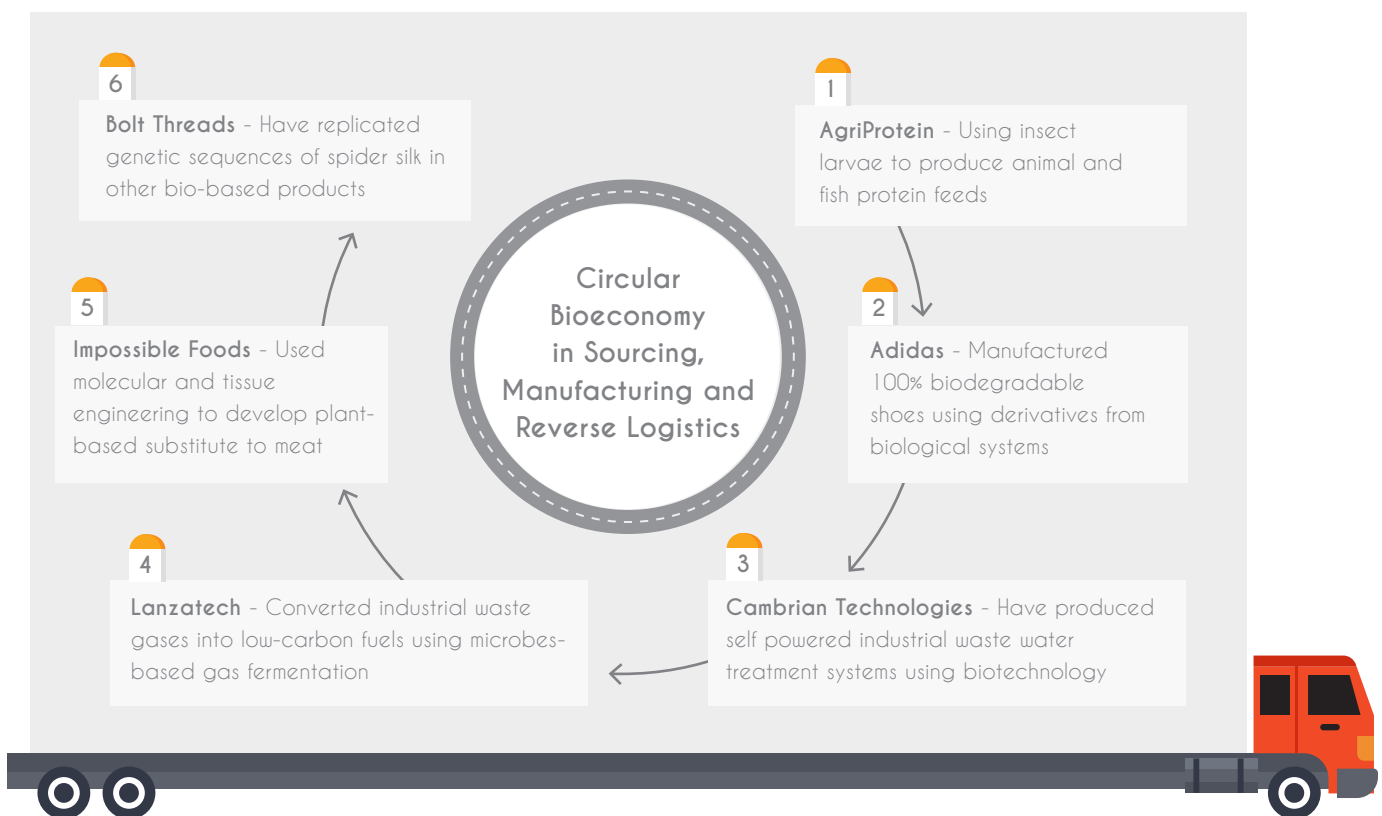 Circular
Bioeconomy
in Sourcing,
Manufacturing and
Reverse Logistics
1
AgriProtein - Using insect
larvae to produce animal and
fish protein feeds
2
Adidas - Manufactured
100% biodegradable
shoes using derivatives from
biological systems
3
Cambrian Technologies - Have produced
self powered industrial waste water
treatment systems using biotechnology
4
Lanzatech - Converted industrial waste
gases into low-carbon fuels using microbes-
based gas fermentation
5
Impossible Foods - Used
molecular and tissue
engineering to develop plant-
based substitute to meat
6
Bolt Threads - Have replicated
genetic sequences of spider silk in
other bio-based products